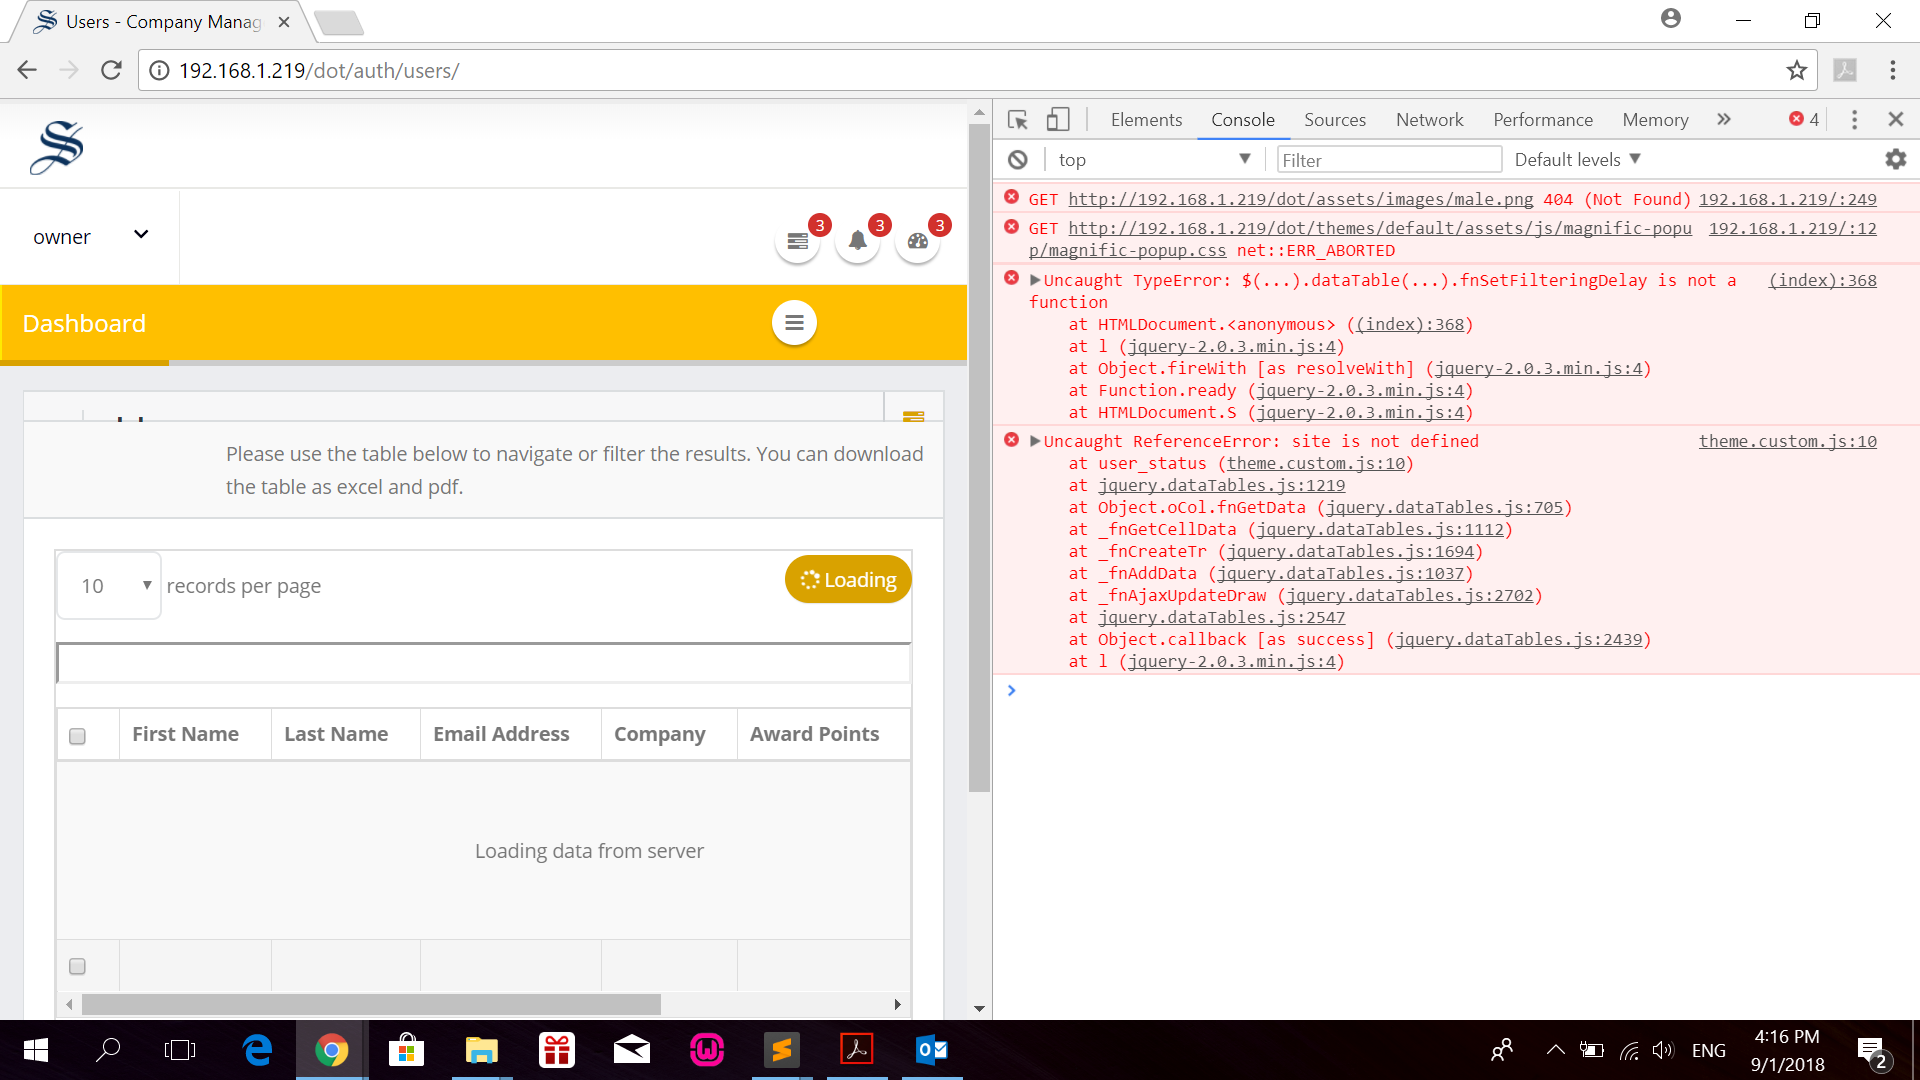 Users - Company Manag
192.168.1.219/dot/auth/users/
S
owner
3
3
3
Dashboard
Please use the table below to navigate or filter the results. You can download
the table as excel and pdf.
10
records per page
Loading
First Name
Last Name
Email Address
Company
Award Points
Loading data from server
Elements
Console
Sources
Network
Performance
Memory
4
top
Filter
Default levels
GET http://192.168.1.219/dot/assets/images/male.png 404 (Not Found) 192.168.1.219/:249
GET http://192.168.1.219/dot/themes/default/assets/js/magnific-popu 192.168.1.219/:12
p/magnific-popup.css net::ERR_ABORTED
Uncaught TypeError: $(...).dataTable(...).fnSetFilteringDelay is not a (index):368
function
at HTMLDocument.<anonymous> ((index):368)
at l (jquery-2.0.3.min.js:4)
at Object.fireWith [as resolveWith] (jquery-2.0.3.min.js:4)
at Function.ready (jquery-2.0.3.min.js:4)
at HTMLDocument.S (jquery-2.0.3.min.js:4)
Uncaught ReferenceError: site is not defined theme.custom.js:10
at user_status (theme.custom.js:10)
at jquery.dataTables.js:1219
at Object.oCol.fnGetData (jquery.dataTables.js:705)
at _fnGetCellData (jquery.dataTables.js:1112)
at _fnCreateTr (jquery.dataTables.js:1694)
at _fnAddData (jquery.dataTables.js:1037)
at _fnAjaxUpdateDraw (jquery.dataTables.js:2702)
at jquery.dataTables.js:2547
at Object.callback [as success] (jquery.dataTables.js:2439)
at l (jquery-2.0.3.min.js:4)
ENG
4:16 PM
9/1/2018
2